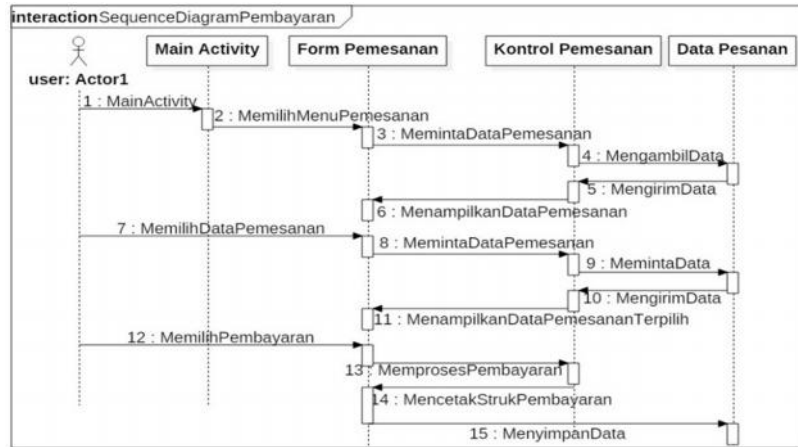 interaction SequenceDiagramPembayaran
Main Activity
Form Pemesanan
Kontrol Pemesanan
Data Pesanan
user: Actor1
1 : MainActivity
2 : MemilihMenuPemesanan
3 : MemintaDataPemesanan
4 : MengambilData
5 : MengirimData
6 : MenampilkanDataPemesanan
7 : MemilihDataPemesanan
8 : MemintaDataPemesanan
9 : MemintaData
10 : MengirimData
11 : MenampilkanDataPemesananTerpilih
12 : MemilihPembayaran
13 : MemprosesPembayaran
14 : MencetakStrukPembayaran
15 : MenyimpanData